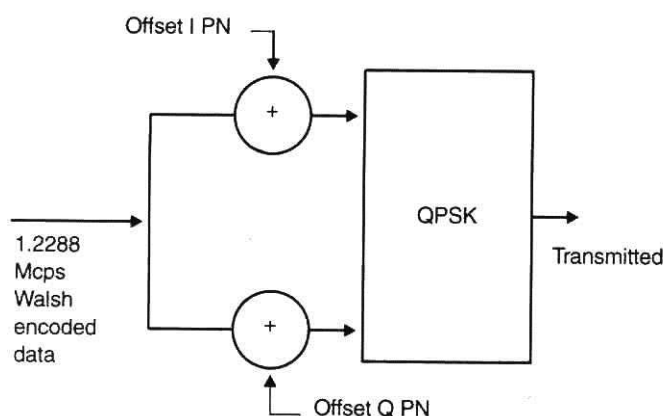 Offset I PN
+
QPSK
1.2288
Mcps
Walsh
encoded
data
Transmitted
+
Offset Q PN